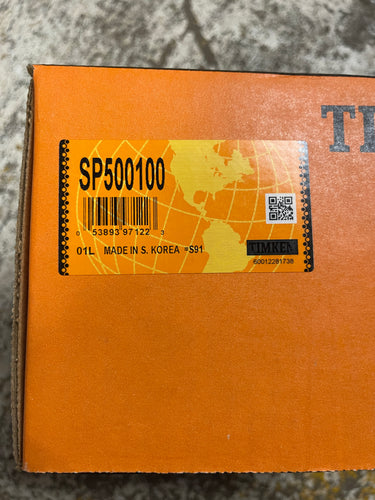 TI
SP500100
0 53893 97122 3
01L MADE IN S. KOREA =S91
TIMKEN
60012281738